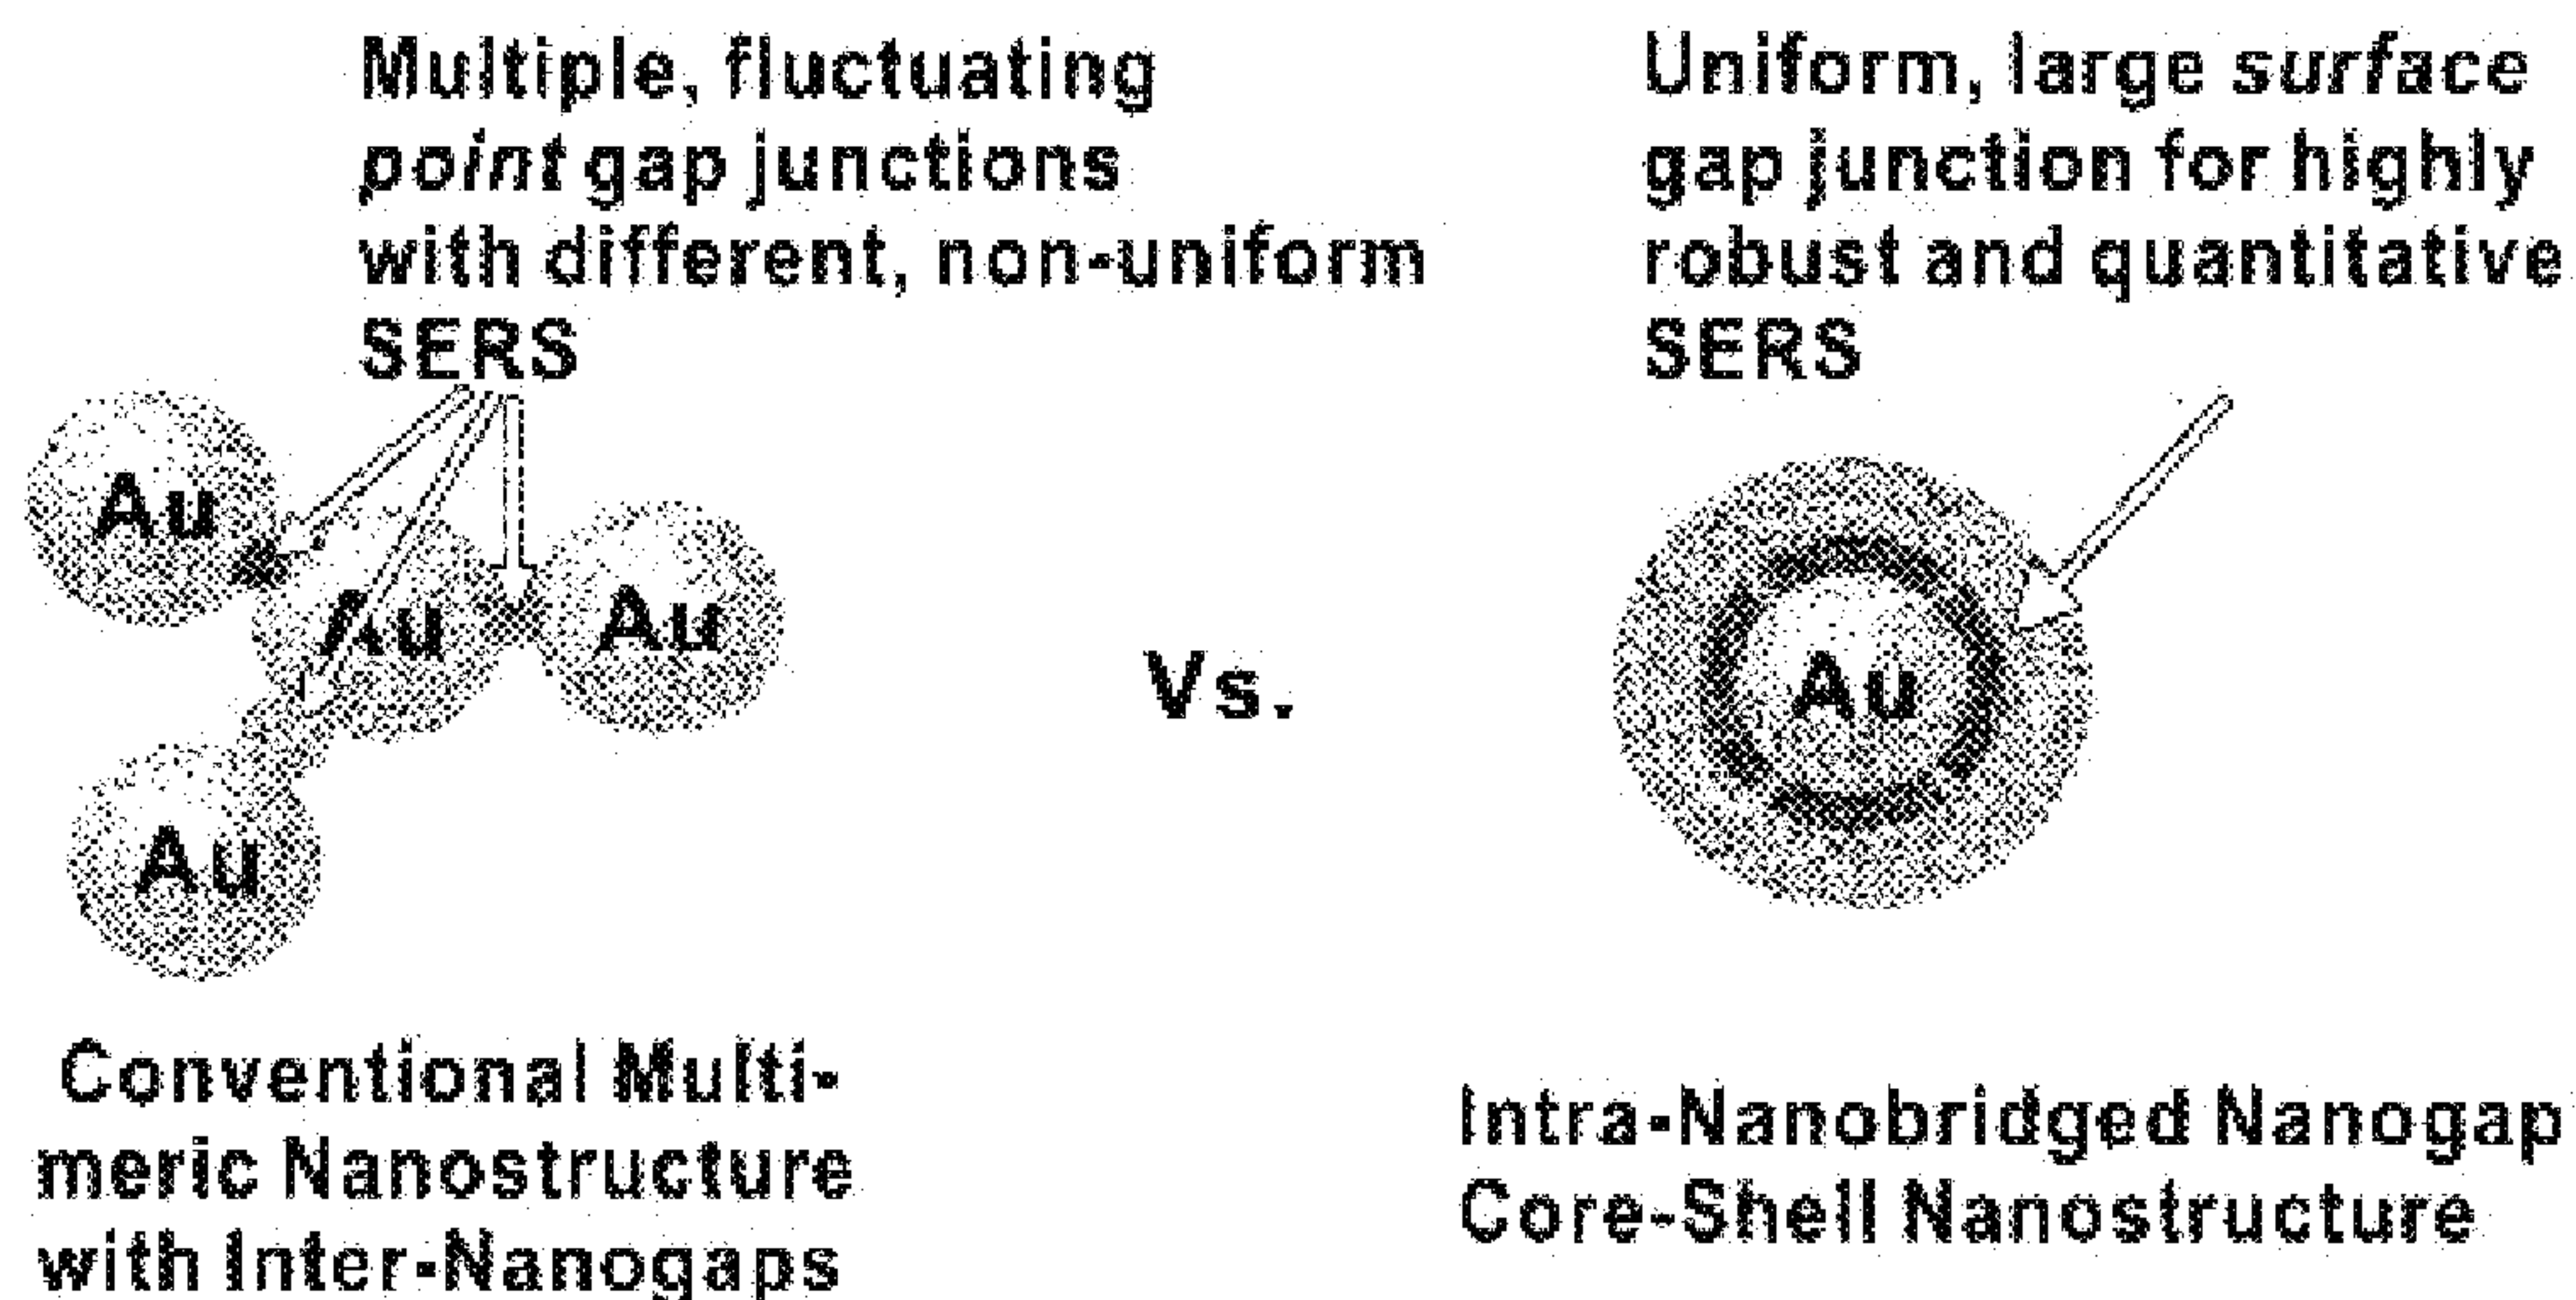 Multiple, fluctuating
point gap junctions
with different, non-uniform
SERS
Uniform, large surface
gap junction for highly
robust and quantitative
SERS
Au
Au
Au
Au
Vs.
Au
Conventional Multi-
meric Nanostructure
with Inter-Nanogaps
Intra-Nanobridged Nanogap
Core-Shell Nanostructure